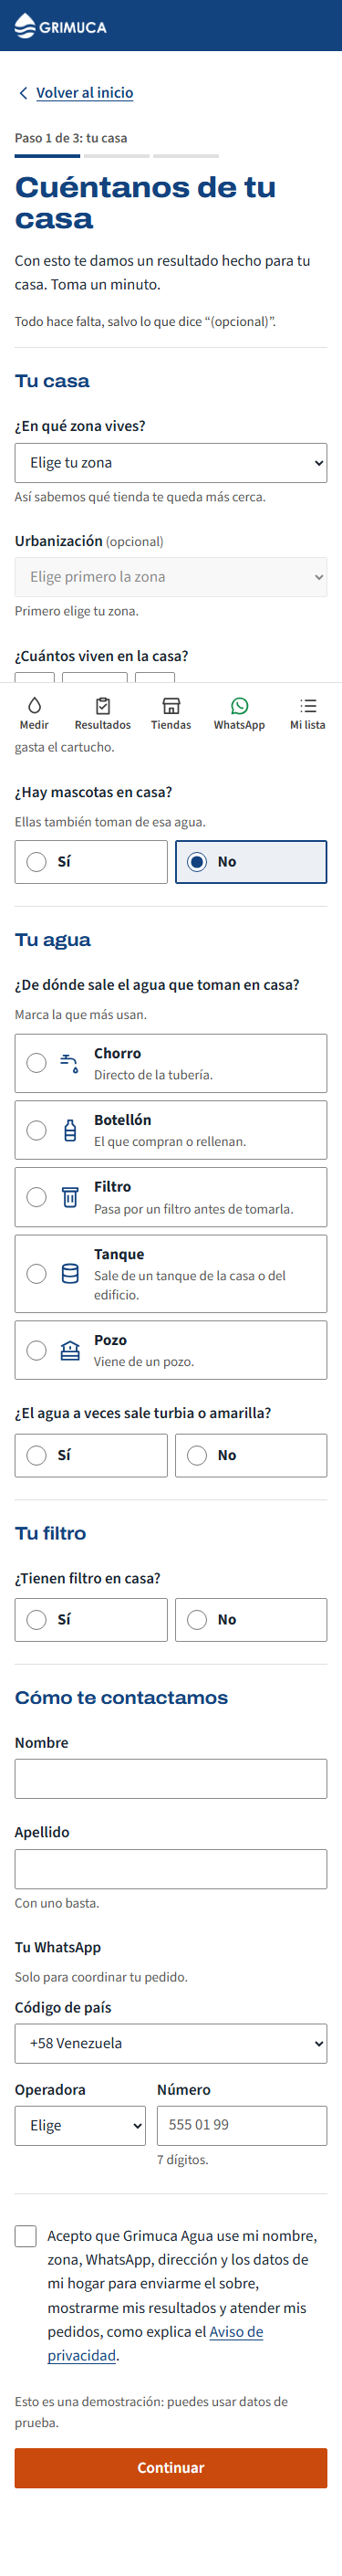 GRIMUCA
Volver al inicio
Paso 1 de 3: tu casa
Cuéntanos de tu
casa
Con esto te damos un resultado hecho para tu
casa. Toma un minuto.
Todo hace falta, salvo lo que dice “(opcional)”.
Tu casa
¿En qué zona vives?
Elige tu zona
Así sabemos qué tienda te queda más cerca.
Urbanización (opcional)
Elige primero la zona
Primero elige tu zona.
¿Cuántos viven en la casa?
Medir
Resultados
Tiendas
WhatsApp
Mi lista
gasta el cartucho.
¿Hay mascotas en casa?
Ellas también toman de esa agua.
Sí
No
Tu agua
¿De dónde sale el agua que toman en casa?
Marca la que más usan.
Chorro
Directo de la tubería.
Botellón
El que compran o rellenan.
Filtro
Pasa por un filtro antes de tomarla.
Tanque
Sale de un tanque de la casa o del
edificio.
Pozo
Viene de un pozo.
¿El agua a veces sale turbia o amarilla?
Sí
No
Tu filtro
¿Tienen filtro en casa?
Sí
No
Cómo te contactamos
Nombre
Apellido
Con uno basta.
Tu WhatsApp
Solo para coordinar tu pedido.
Código de país
+58 Venezuela
Operadora
Número
Elige
555 01 99
7 dígitos.
Acepto que Grimuca Agua use mi nombre,
zona, WhatsApp, dirección y los datos de
mi hogar para enviarme el sobre,
mostrarme mis resultados y atender mis
pedidos, como explica el Aviso de
privacidad.
Esto es una demostración: puedes usar datos de
prueba.
Continuar